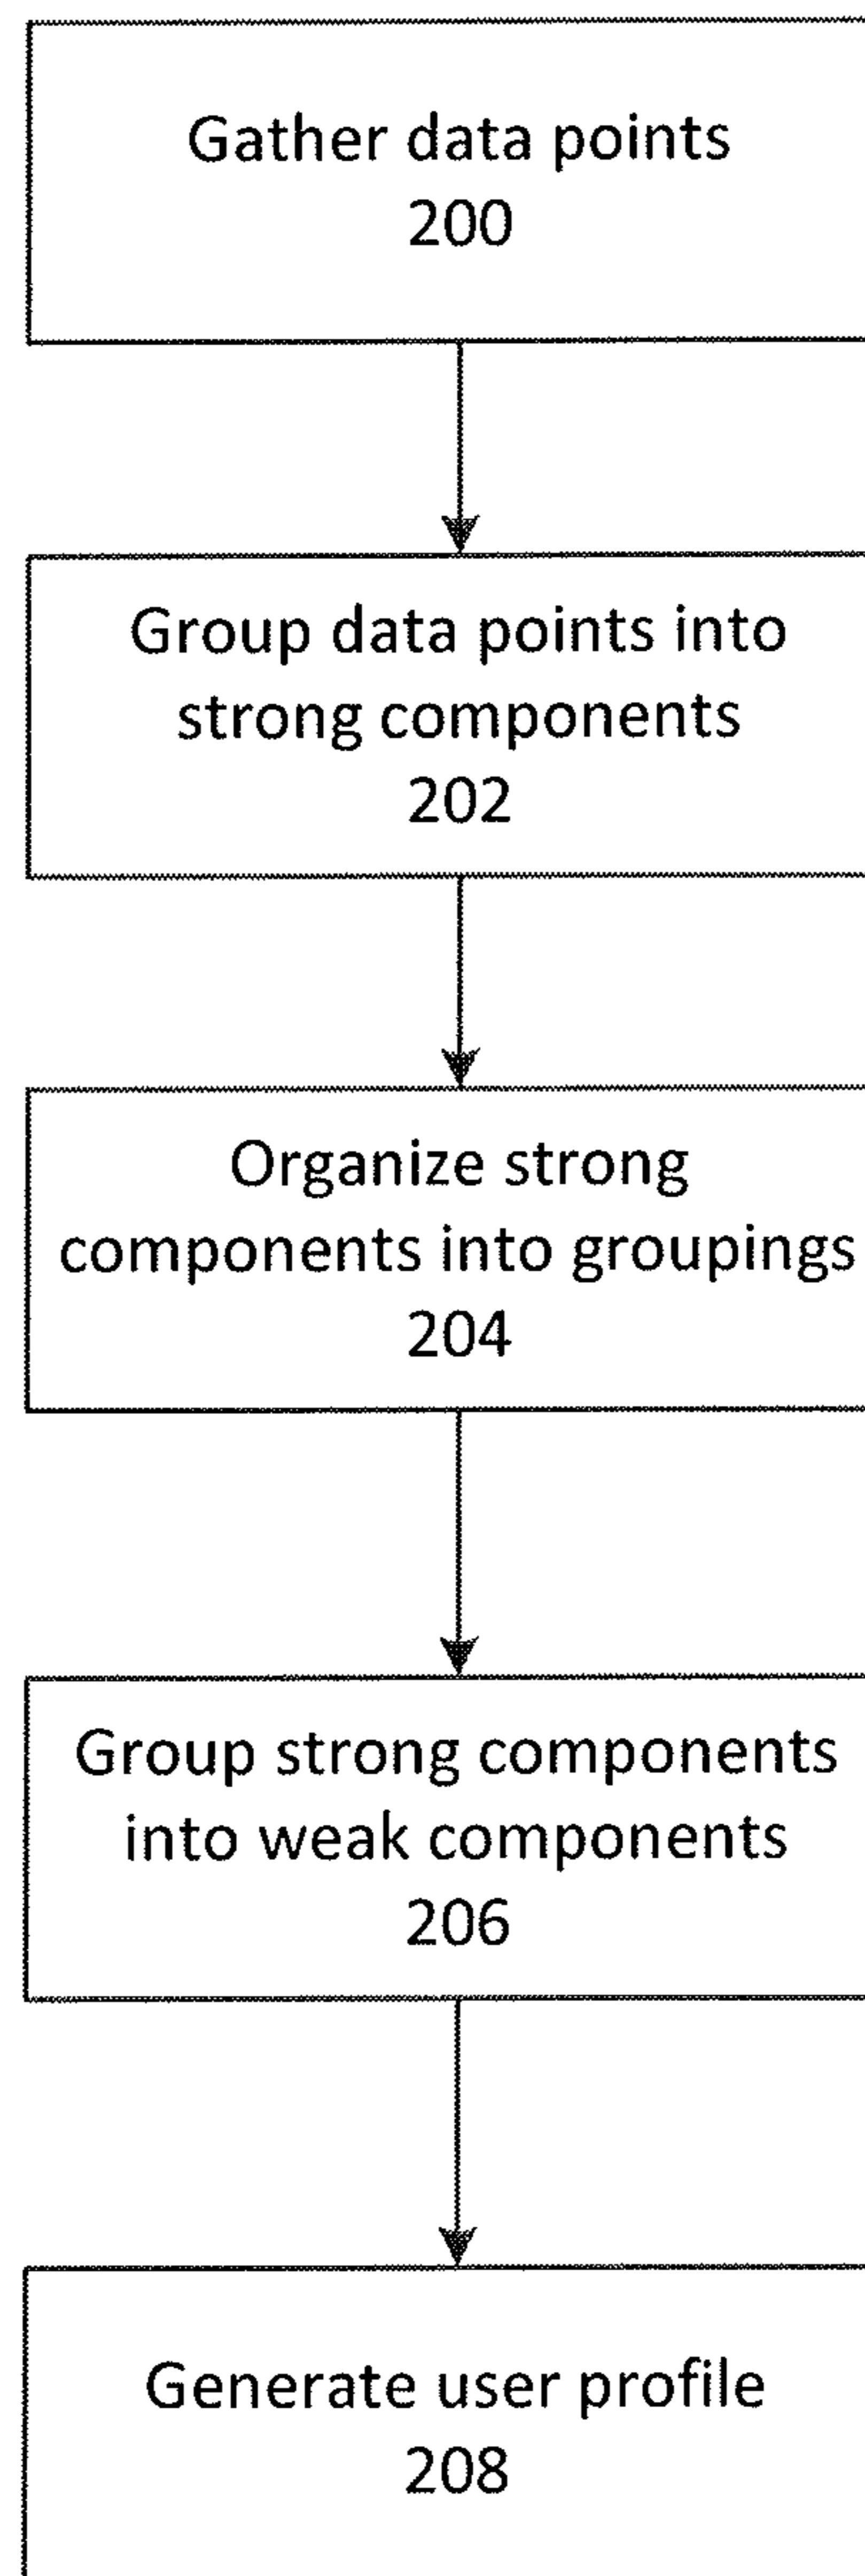 Gather data points
200
Group data points into
strong components
202
Organize strong
components into groupings
204
Group strong components
into weak components
206
Generate user profile
208